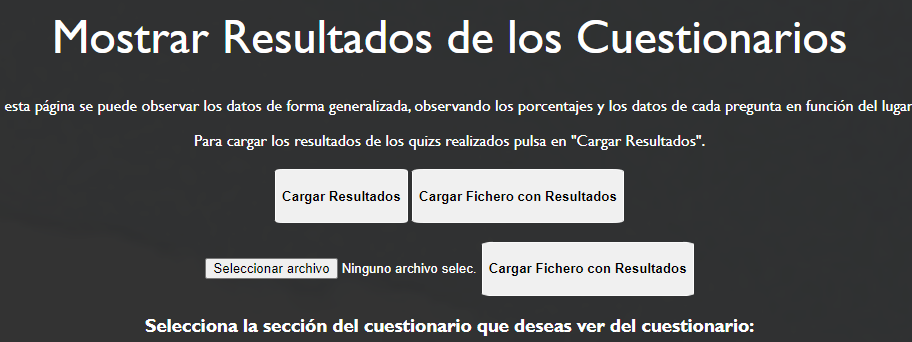 Mostrar Resultados de los Cuestionarios
esta página se puede observar los datos de forma generalizada, observando los porcentajes y los datos de cada pregunta en función del lugar
Para cargar los resultados de los quizs realizados pulsa en "Cargar Resultados".
Cargar Resultados Cargar Fichero con Resultados
Seleccionar archivo Ninguno archivo selec. Cargar Fichero con Resultados
Selecciona la sección del cuestionario que deseas ver del cuestionario: